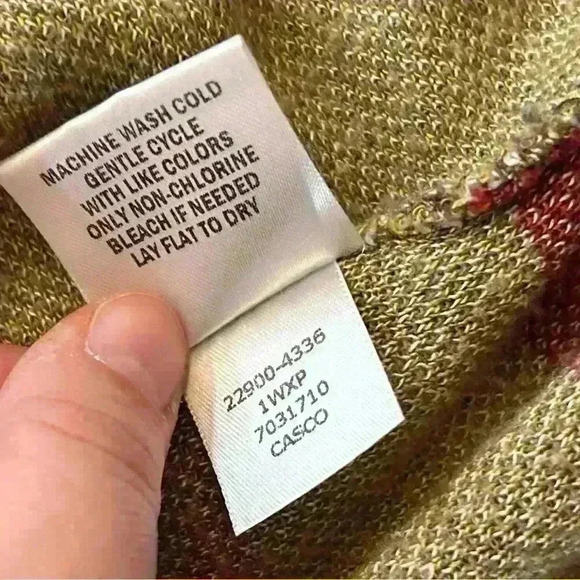 MACHINE WASH COLD
GENTLE CYCLE
WITH LIKE COLORS
ONLY NON-CHLORINE
BLEACH IF NEEDED
LAY FLAT TO DRY
22900-4336
1WXP
7031710
CASCO